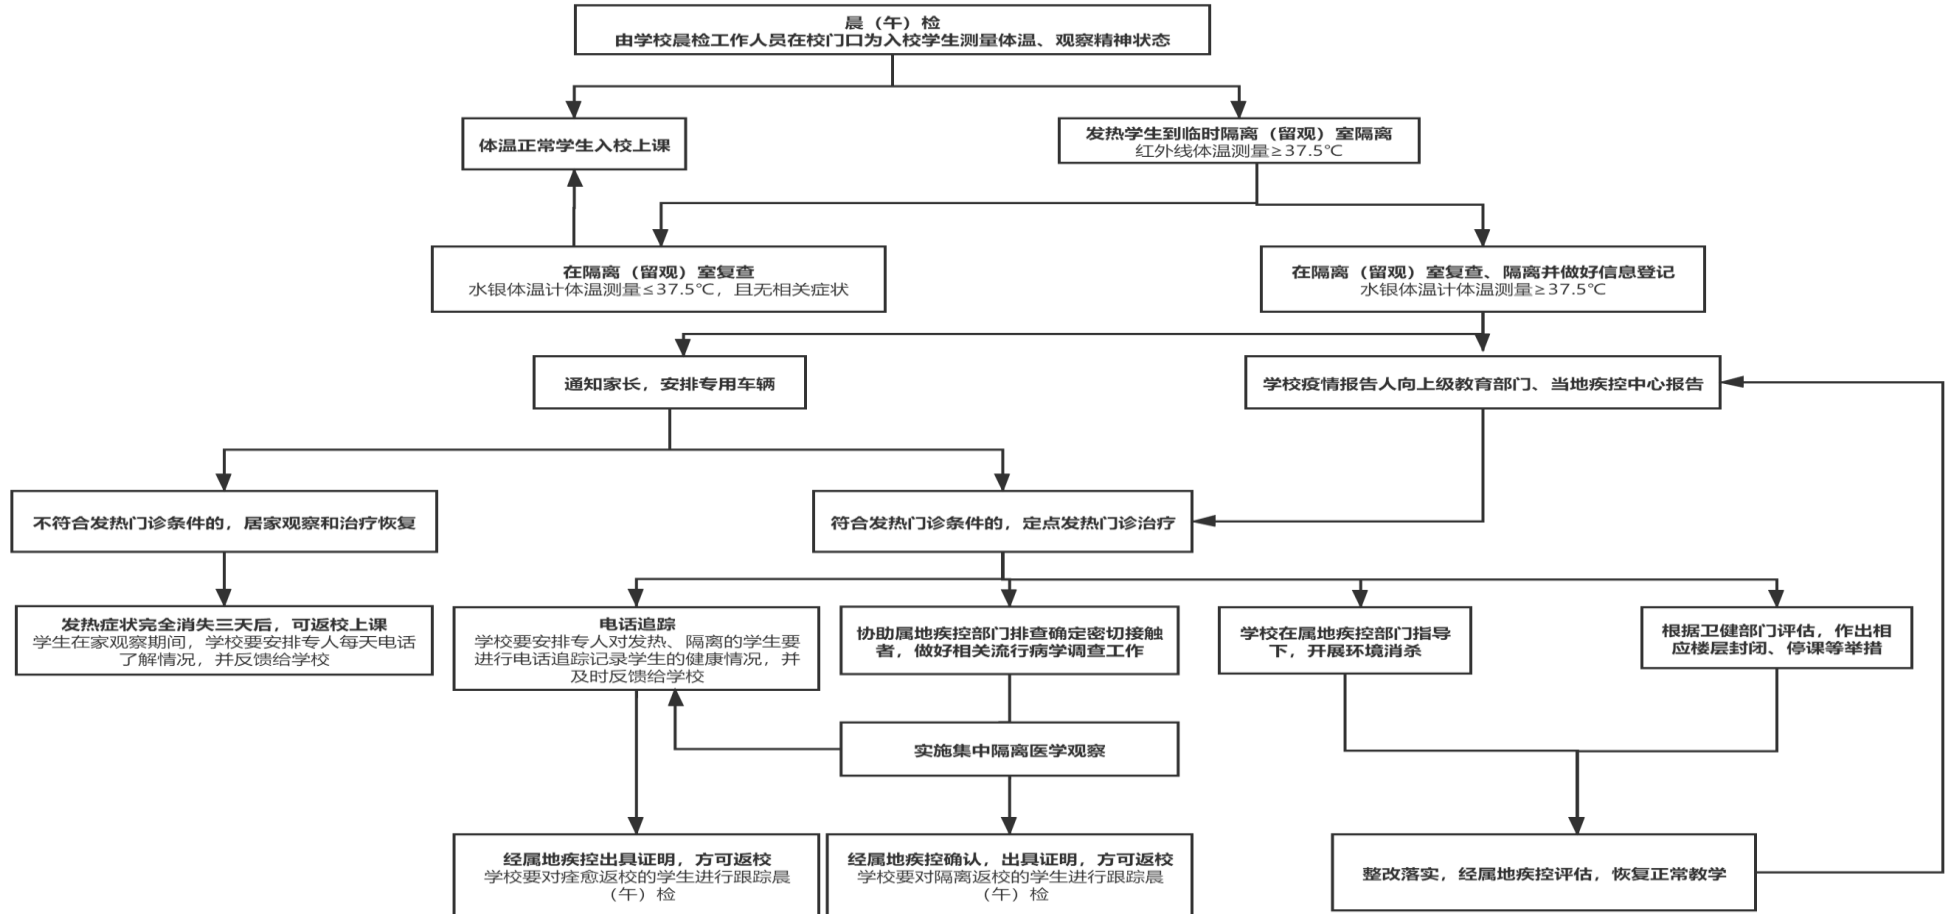 晨（午）检
由学校晨检工作人员在校门口为入校学生测量体温、观察精神状态
体温正常学生入校上课
发热学生到临时隔离（留观）室隔离
红外线体温测量≥37.5℃
在隔离（留观）室复查
水银体温计体温测量≤37.5℃，且无相关症状
在隔离（留观）室复查、隔离并做好信息登记
水银体温计体温测量≥37.5℃
通知家长，安排专用车辆
学校疫情报告人向上级教育部门、当地疾控中心报告
不符合发热门诊条件的，居家观察和治疗恢复
符合发热门诊条件的，定点发热门诊治疗
发热症状完全消失三天后，可返校上课
学生在家观察期间，学校要安排专人每天电话
了解情况，并反馈给学校
电话追踪
学校要安排专人对发热、隔离的学生要
进行电话追踪记录学生的健康情况，并
及时反馈给学校
协助属地疾控部门排查确定密切接触
者，做好相关流行病学调查工作
学校在属地疾控部门指导
下，开展环境消杀
根据卫健部门评估，作出相
应楼层封闭、停课等举措
实施集中隔离医学观察
经属地疾控出具证明，方可返校
学校要对痊愈返校的学生进行跟踪晨
（午）检
经属地疾控确认，出具证明，方可返校
学校要对隔离返校的学生进行跟踪晨
（午）检
整改落实，经属地疾控评估，恢复正常教学